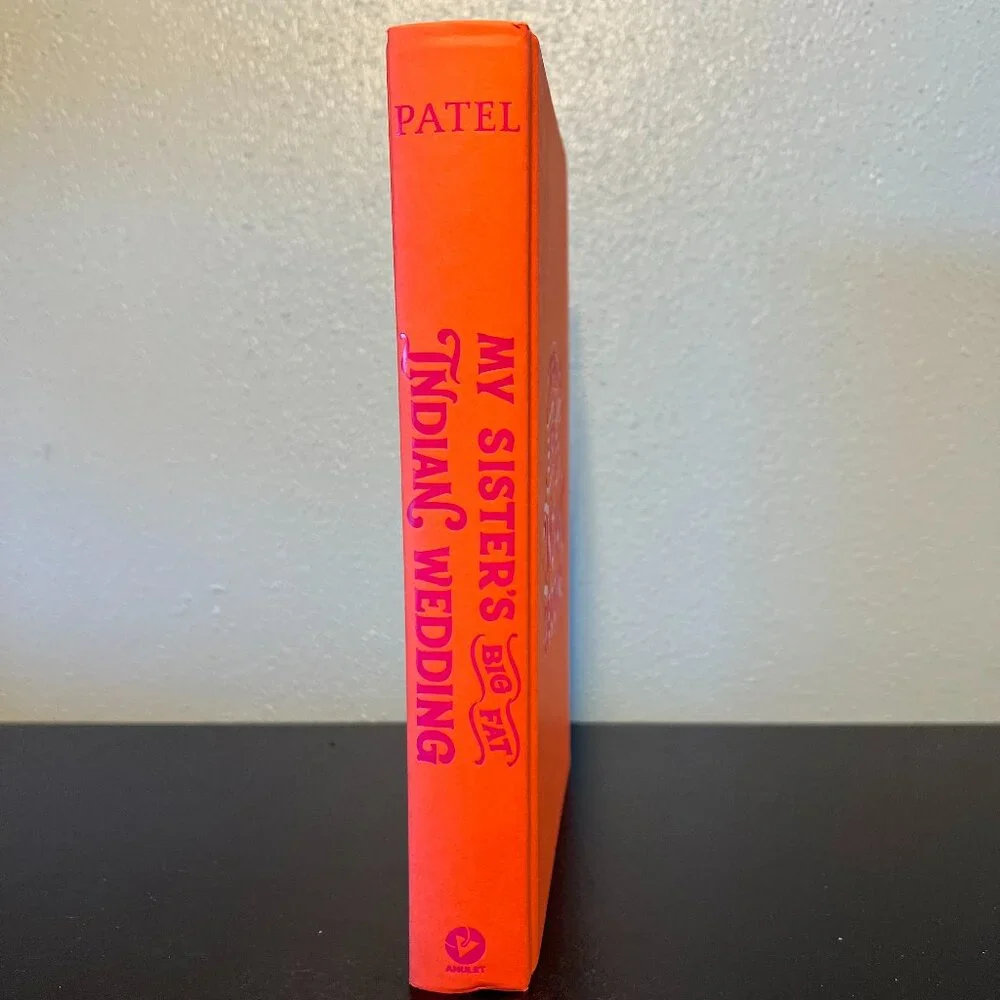 PATEL
MY SISTER'S BIG FAT
INDIAN WEDDING
AMULET